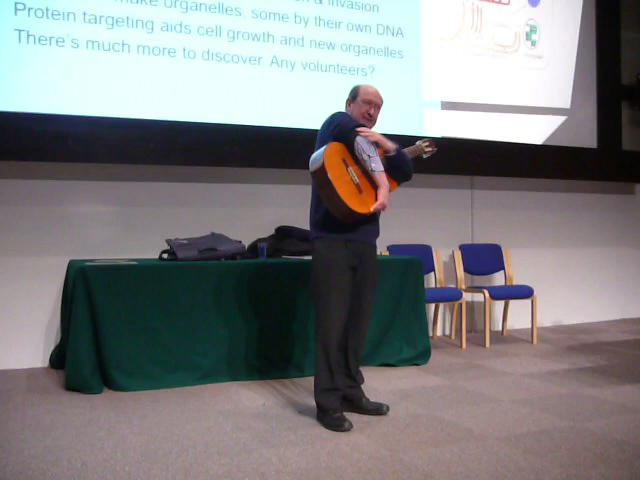 make organelles, some by their own DNA
Protein targeting aids cell growth and new organelles
There's much more to discover. Any volunteers?